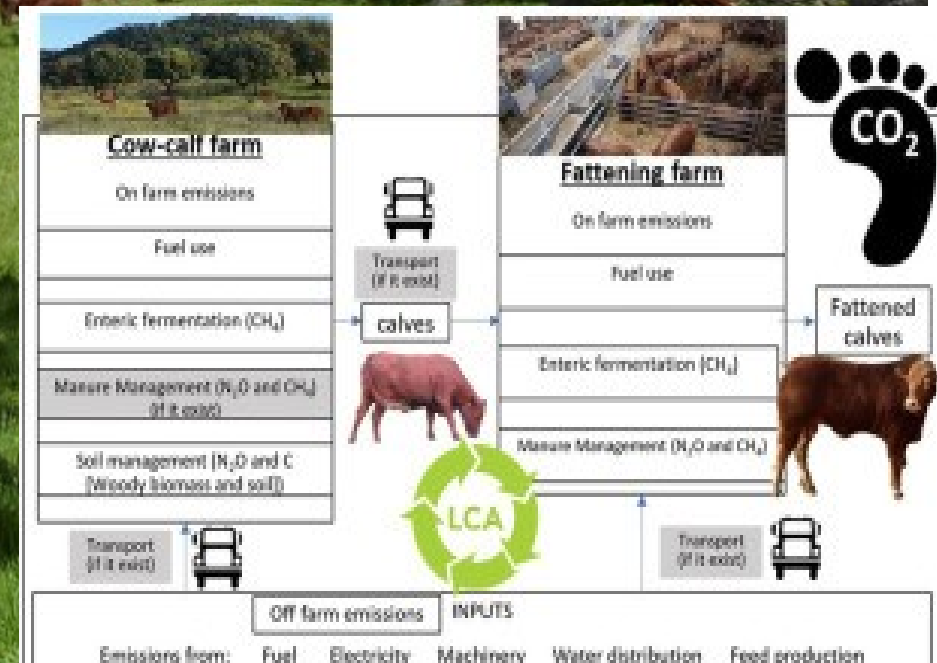 Cow-calf farm
On farm emissions
Fuel use
Enteric fermentation (CH₄)
Manure Management (N₂O and CH₄)
(if it exist)
Soil management (N₂O and C
[Woody biomass and soil])
Transport
(if it exist)
calves
Fattening farm
On farm emissions
Fuel use
Enteric fermentation (CH₄)
Manure Management (N₂O and CH₄)
CO₂
Fattened
calves
LCA
Transport
(if it exist)
Transport
(if it exist)
Off farm emissions INPUTS
Emissions from: Fuel Electricity Machinery Water distribution Feed production